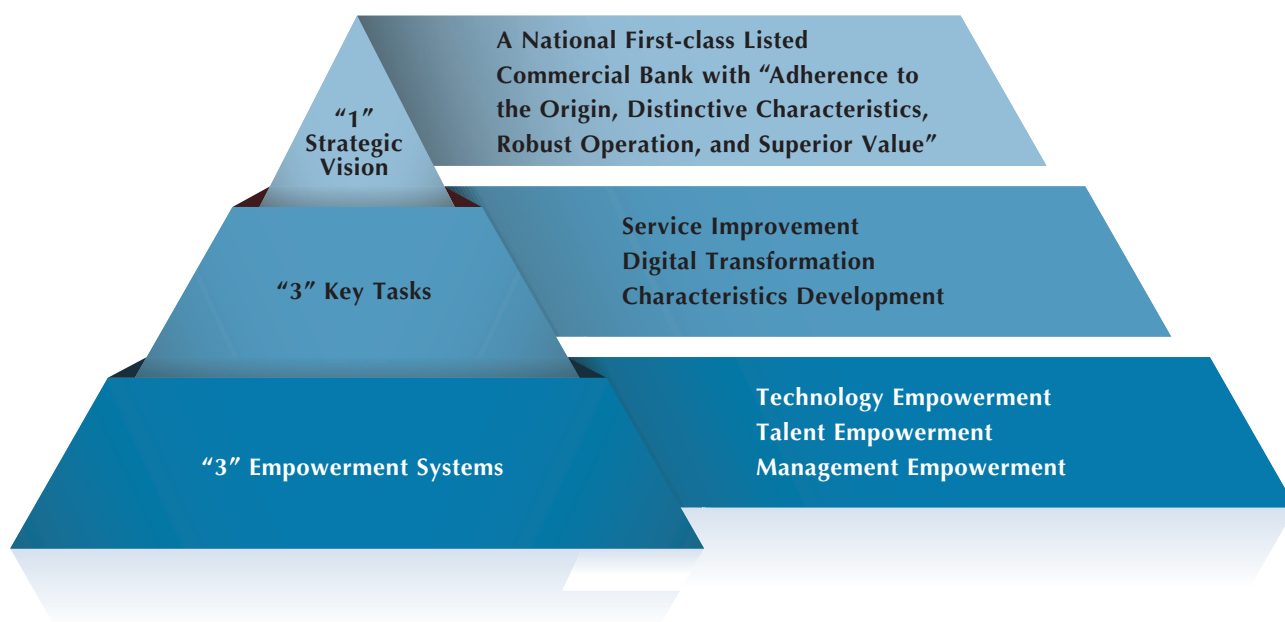 “1”
Strategic
Vision
A National First-class Listed
Commercial Bank with “Adherence to
the Origin, Distinctive Characteristics,
Robust Operation, and Superior Value”
“3” Key Tasks
Service Improvement
Digital Transformation
Characteristics Development
“3” Empowerment Systems
Technology Empowerment
Talent Empowerment
Management Empowerment